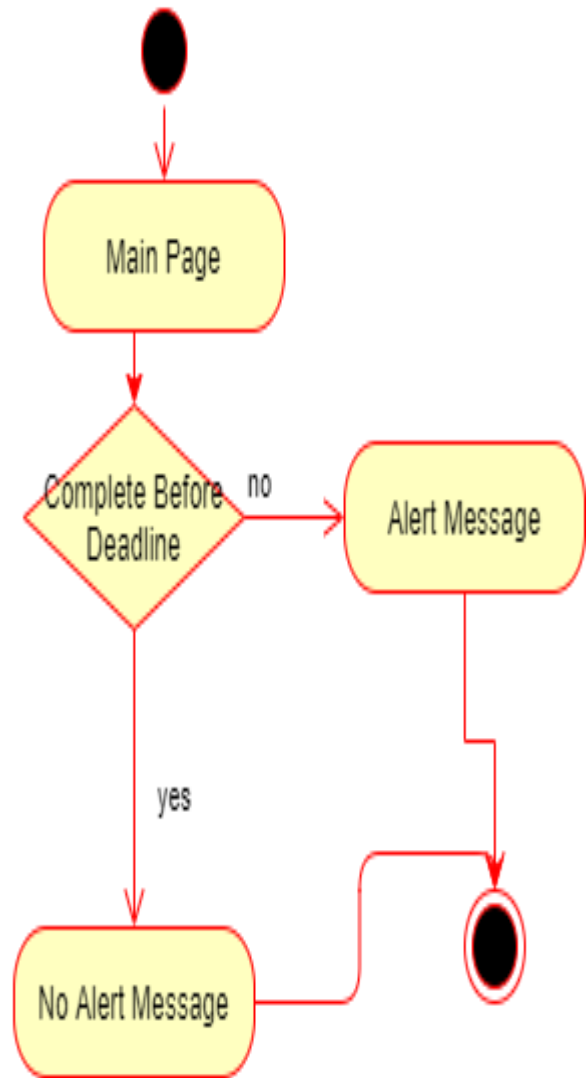 Main Page
Complete Before
Deadline
no
Alert Message
yes
No Alert Message